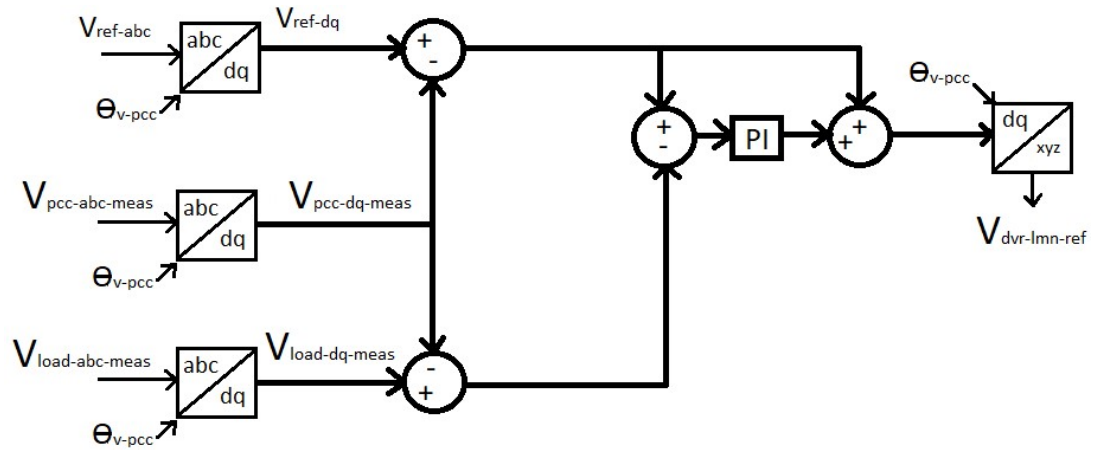 Vref-abc
abc
dq
ϴv-pcc
Vref-dq
+
-
Vpcc-abc-meas
abc
dq
ϴv-pcc
Vpcc-dq-meas
Vload-abc-meas
abc
dq
ϴv-pcc
Vload-dq-meas
-
+
+
-
PI
+
+
ϴv-pcc
dq
xyz
Vdvr-lmn-ref